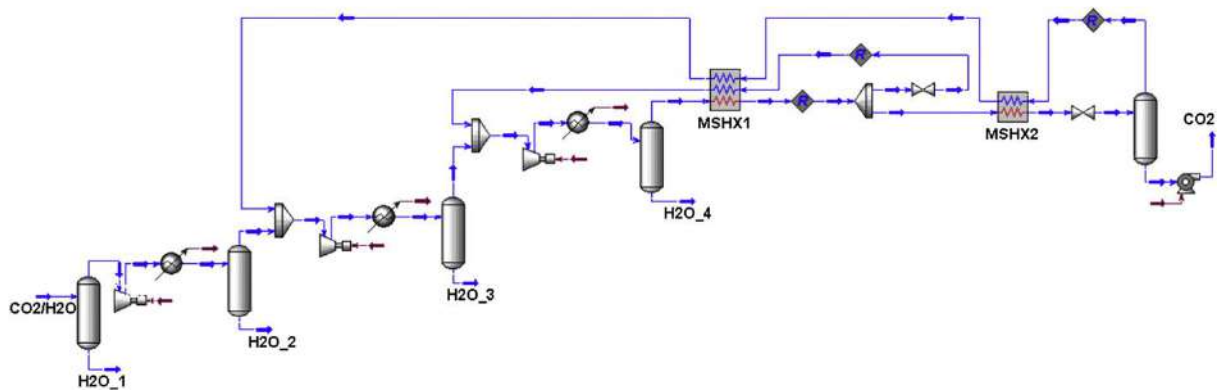 R
R
MSHX1
R
MSHX2
CO2
H2O_4
H2O_3
CO2/H2O
H2O_2
H2O_1